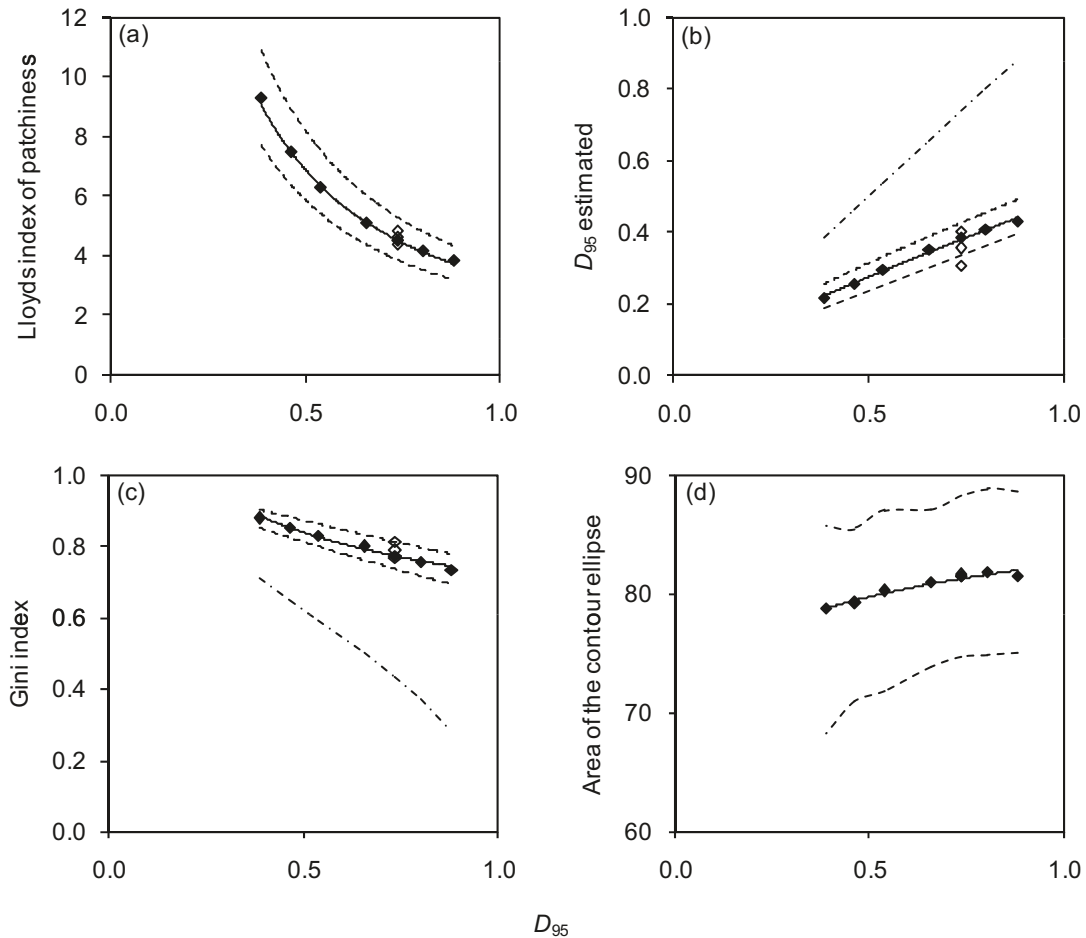 (a)
Lloyds index of patchiness
12
10
8
6
4
2
0
0.0 0.5 1.0
(b)
D95 estimated
1.0
0.8
0.6
0.4
0.2
0.0
0.0 0.5 1.0
(c)
Gini index
1.0
0.8
0.6
0.4
0.2
0.0
0.0 0.5 1.0
(d)
Area of the contour ellipse
90
80
70
60
0.0 0.5 1.0
D95